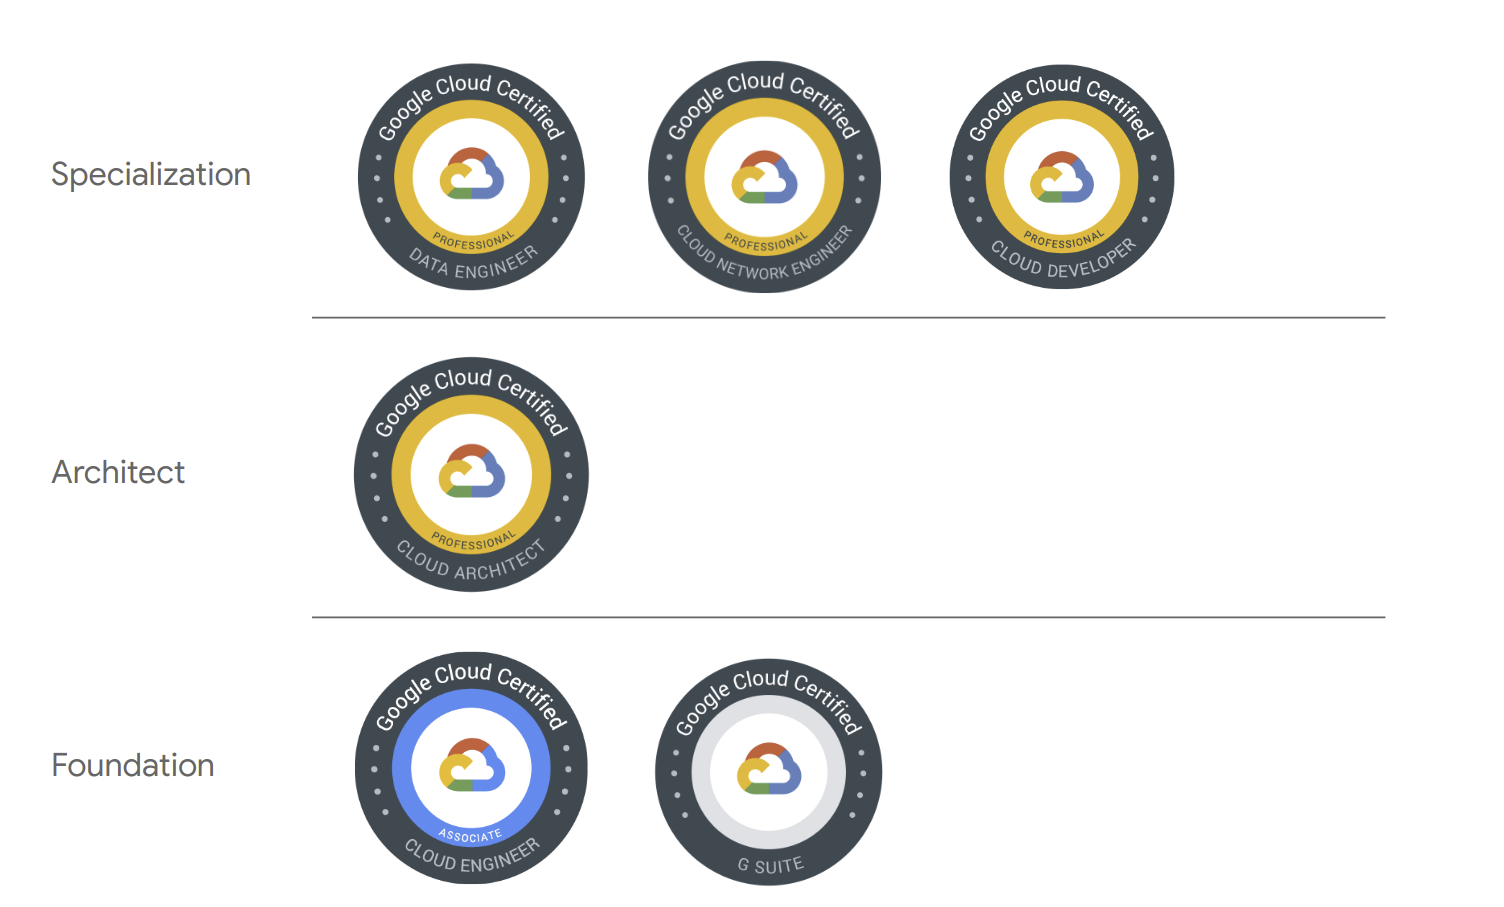 Specialization
Google Cloud Certified
PROFESSIONAL
DATA ENGINEER
Google Cloud Certified
PROFESSIONAL
CLOUD NETWORK ENGINEER
Google Cloud Certified
PROFESSIONAL
CLOUD DEVELOPER
Architect
Google Cloud Certified
PROFESSIONAL
CLOUD ARCHITECT
Foundation
Google Cloud Certified
ASSOCIATE
CLOUD ENGINEER
Google Cloud Certified
G SUITE